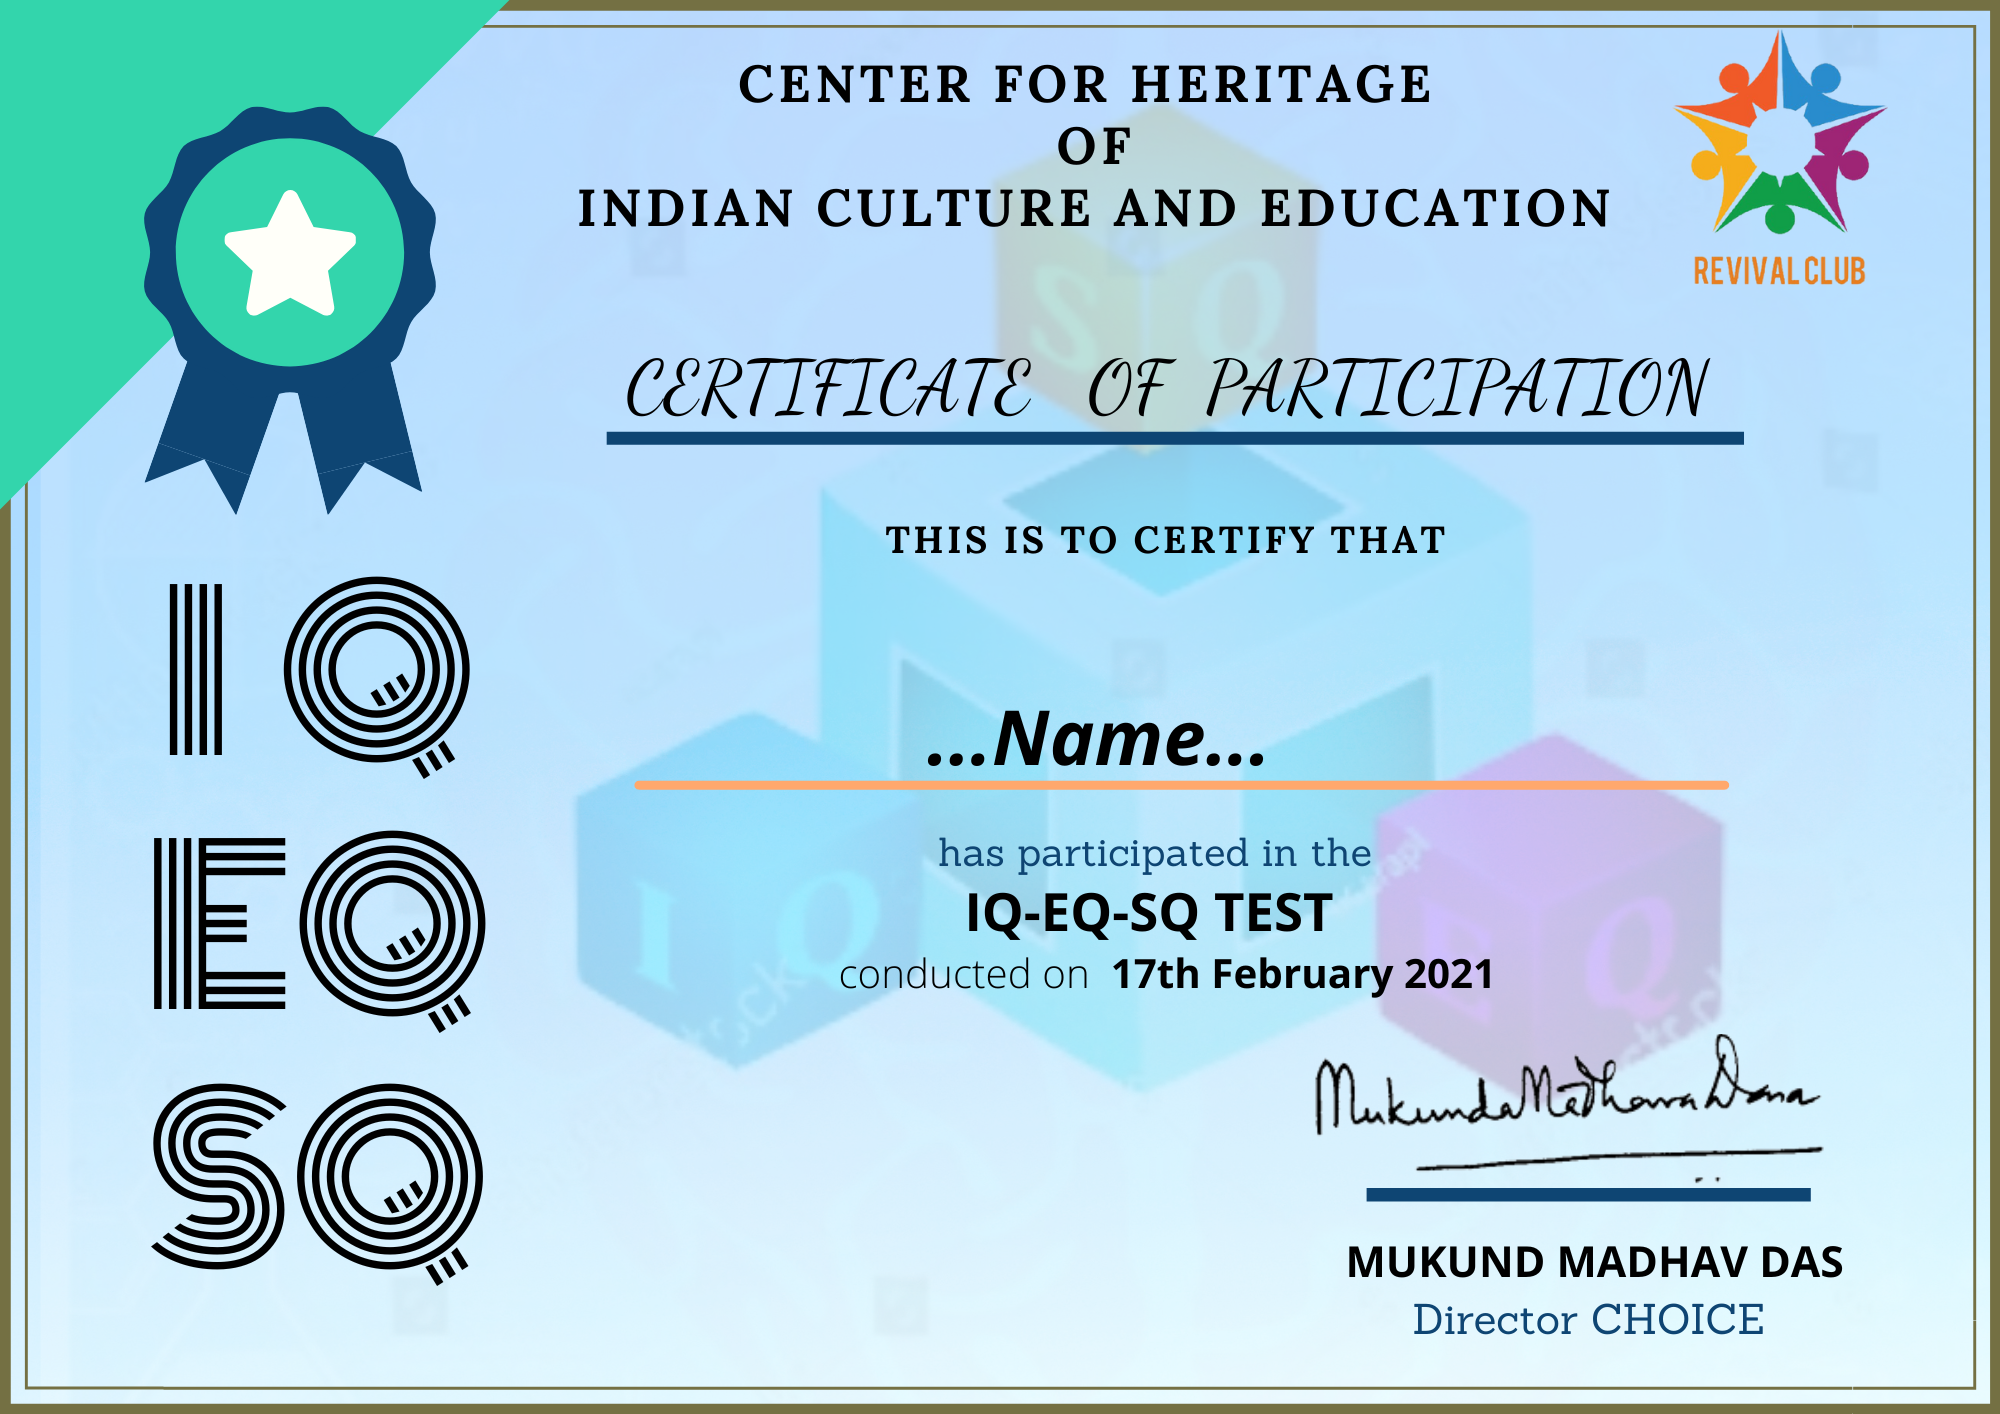 CENTER FOR HERITAGE
OF
INDIAN CULTURE AND EDUCATION
REVIVAL CLUB
CERTIFICATE OF PARTICIPATION
THIS IS TO CERTIFY THAT
S Q
...Name...
has participated in the
IQ-EQ-SQ TEST
conducted on 17th February 2021
I Q
E Q
I Q
EQ
SQ
Mukunda Madhava Dasa
MUKUND MADHAV DAS
Director CHOICE